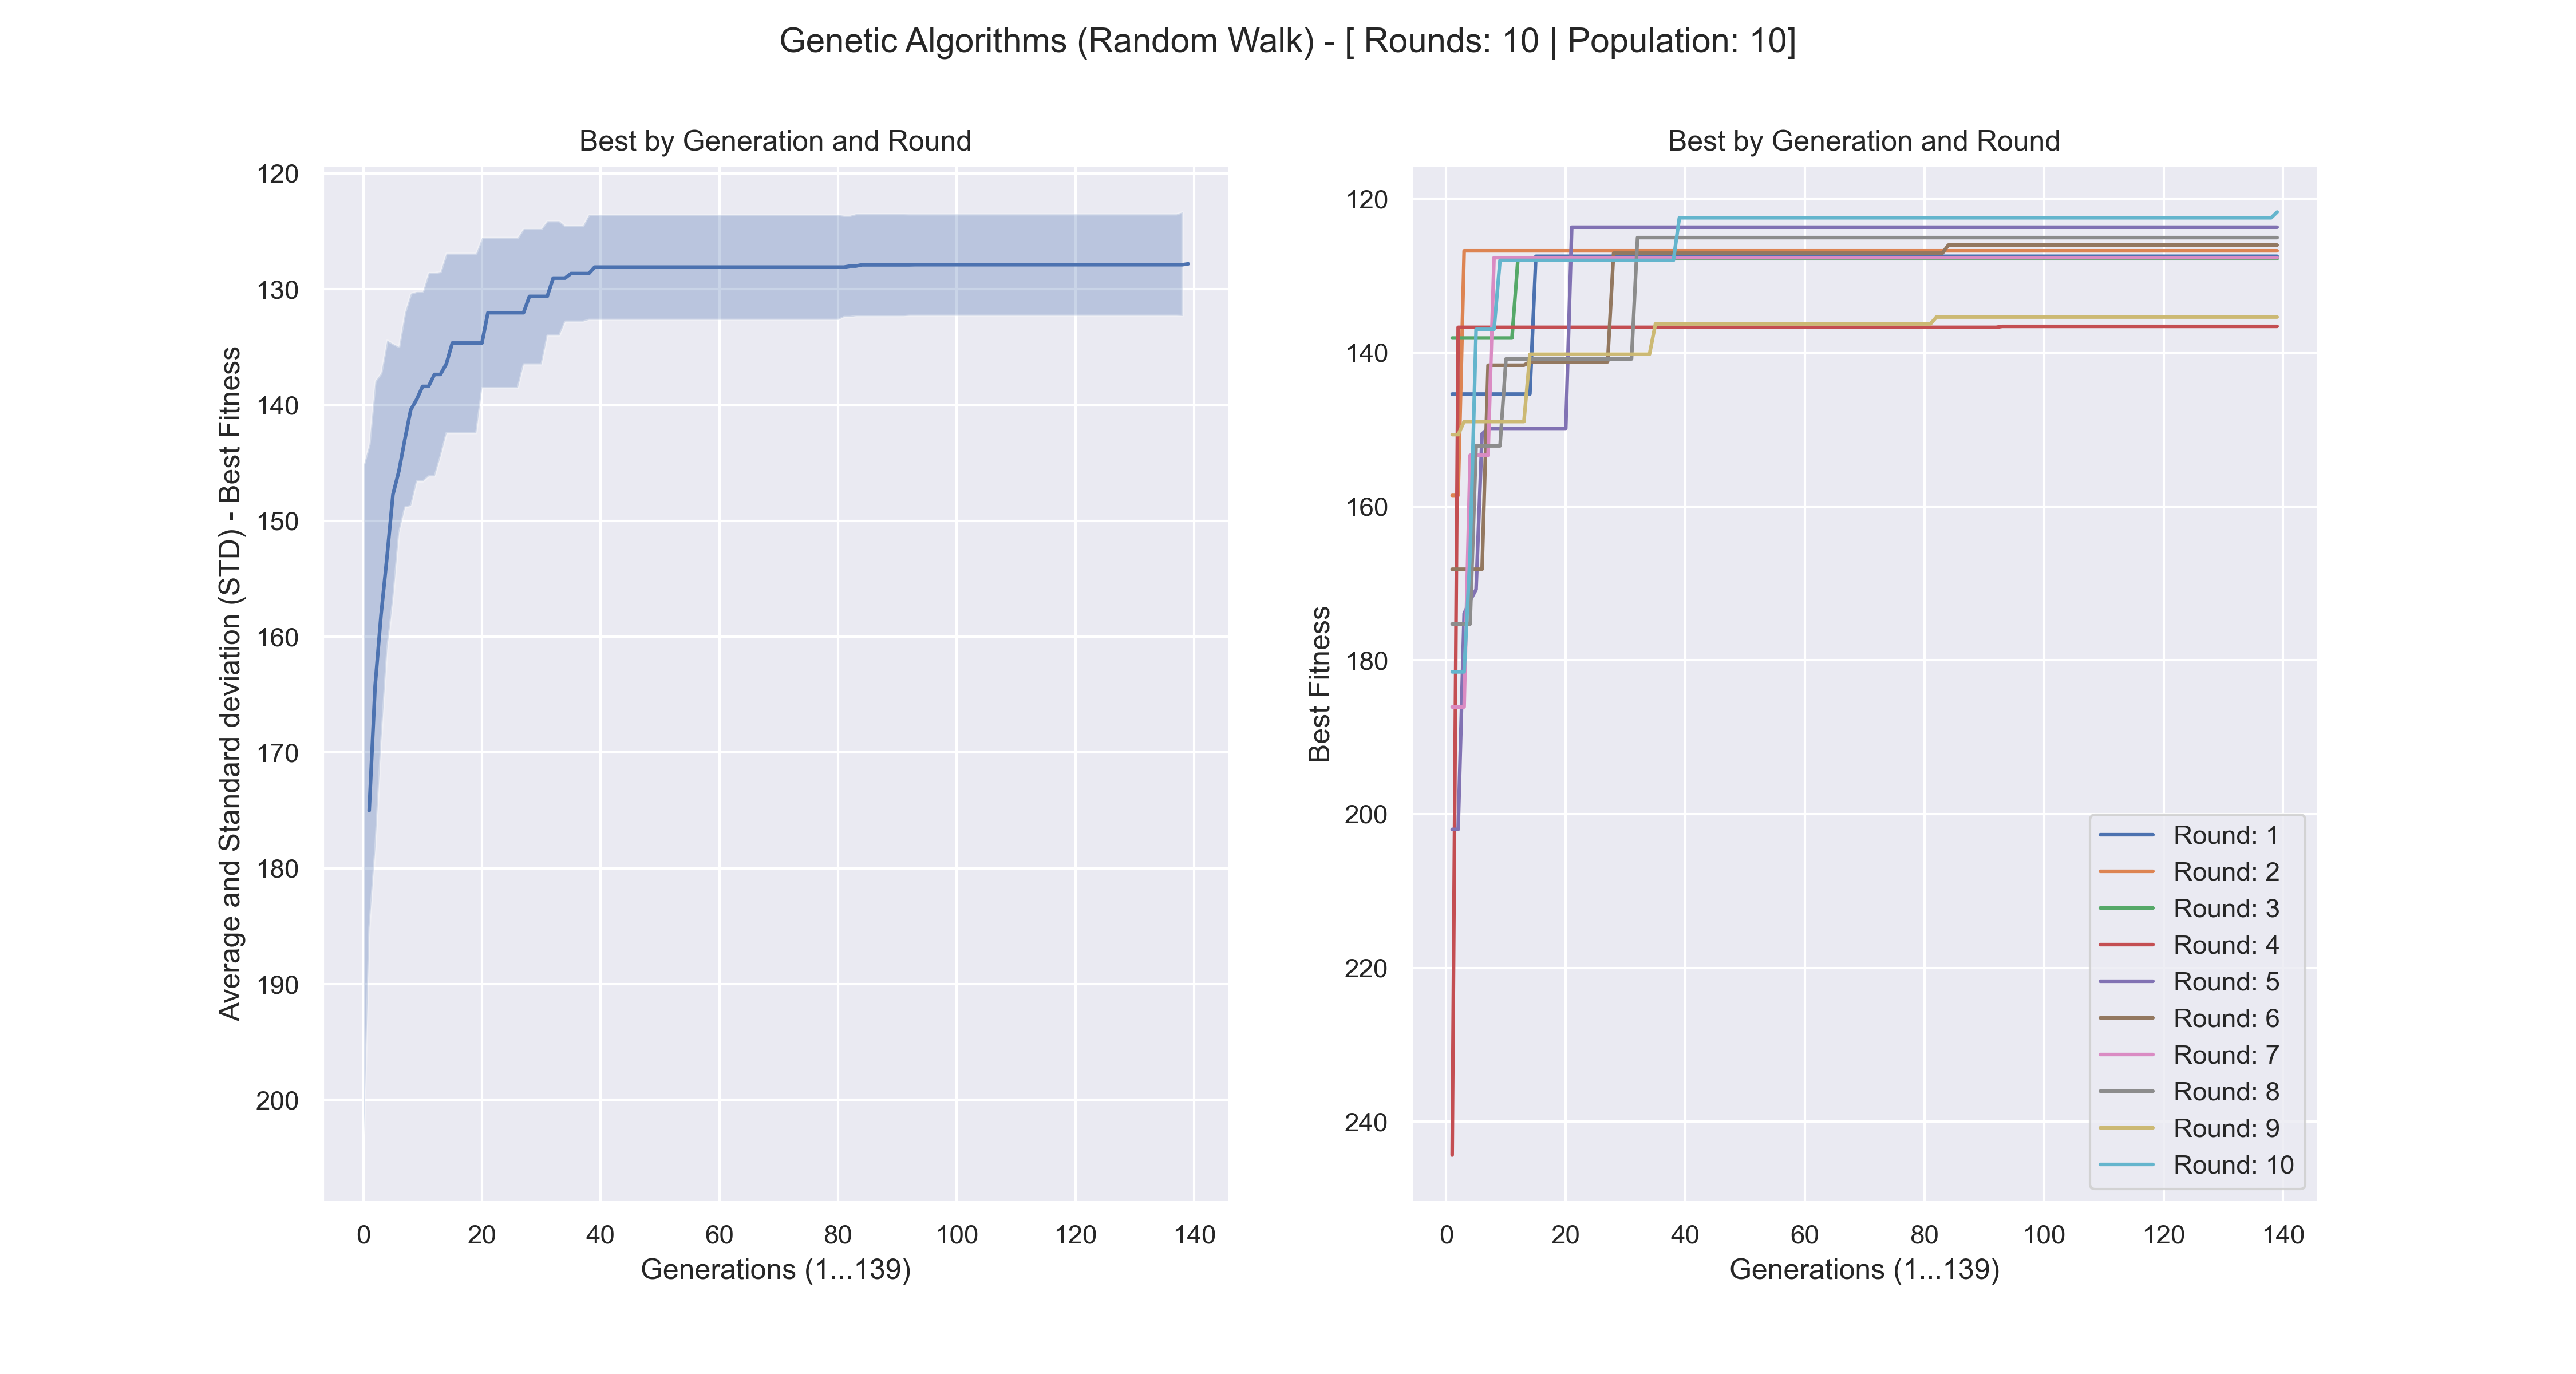 Genetic Algorithms (Random Walk) - [ Rounds: 10 | Population: 10]
Best by Generation and Round
120
130
140
150
160
170
180
190
200
Average and Standard deviation (STD) - Best Fitness
0 20 40 60 80 100 120 140
Generations (1...139)
Best by Generation and Round
120
140
160
180
200
220
240
Best Fitness
Round: 1
Round: 2
Round: 3
Round: 4
Round: 5
Round: 6
Round: 7
Round: 8
Round: 9
Round: 10
0 20 40 60 80 100 120 140
Generations (1...139)